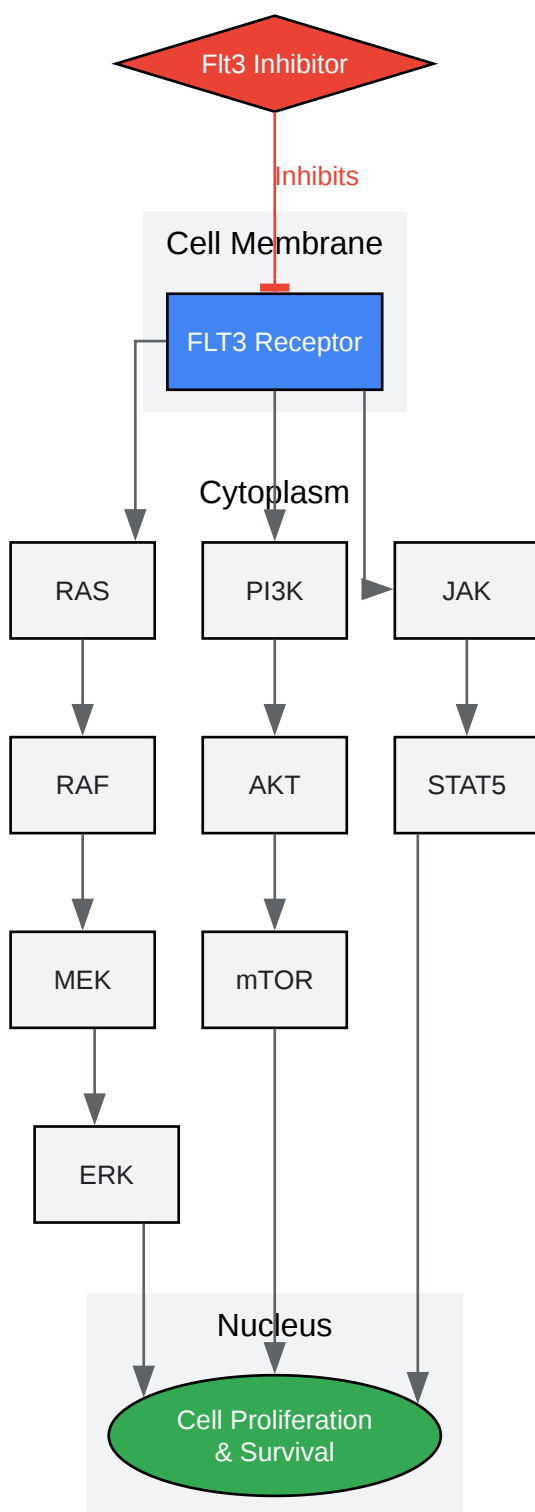 Flt3 Inhibitor
Inhibits
Cell Membrane
FLT3 Receptor
Cytoplasm
RAS
PI3K
JAK
RAF
AKT
STAT5
MEK
mTOR
ERK
Nucleus
Cell Proliferation
& Survival